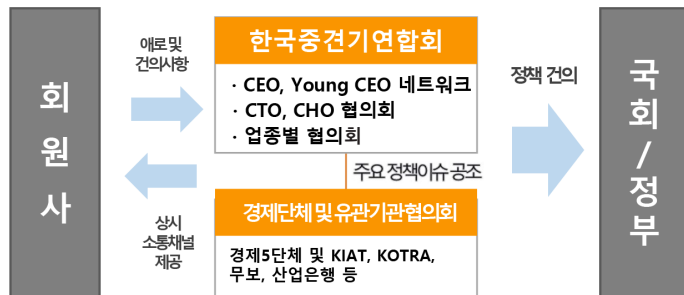 회
원
사
애로 및
건의사항
상시
소통채널
제공
한국중견기연합회
· CEO, Young CEO 네트워크
· CTO, CHO 협의회
· 업종별 협의회
주요 정책이슈 공조
경제단체 및 유관기관협의회
경제5단체 및 KIAT, KOTRA,
무보, 산업은행 등
정책 건의
국
회
/
정
부